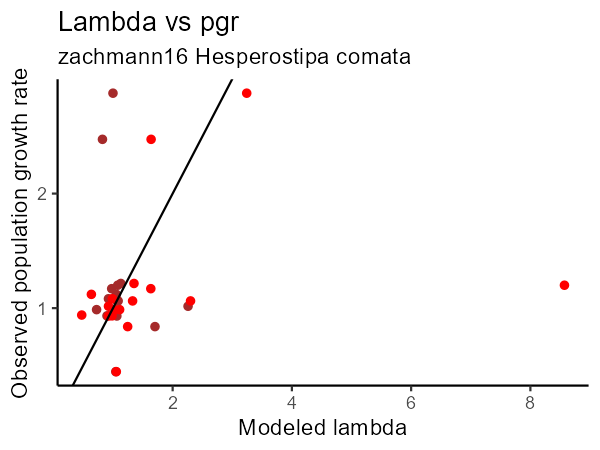 Lambda vs pgr
zachmann16 Hesperostipa comata
Observed population growth rate
2
1
2 4 6 8
Modeled lambda